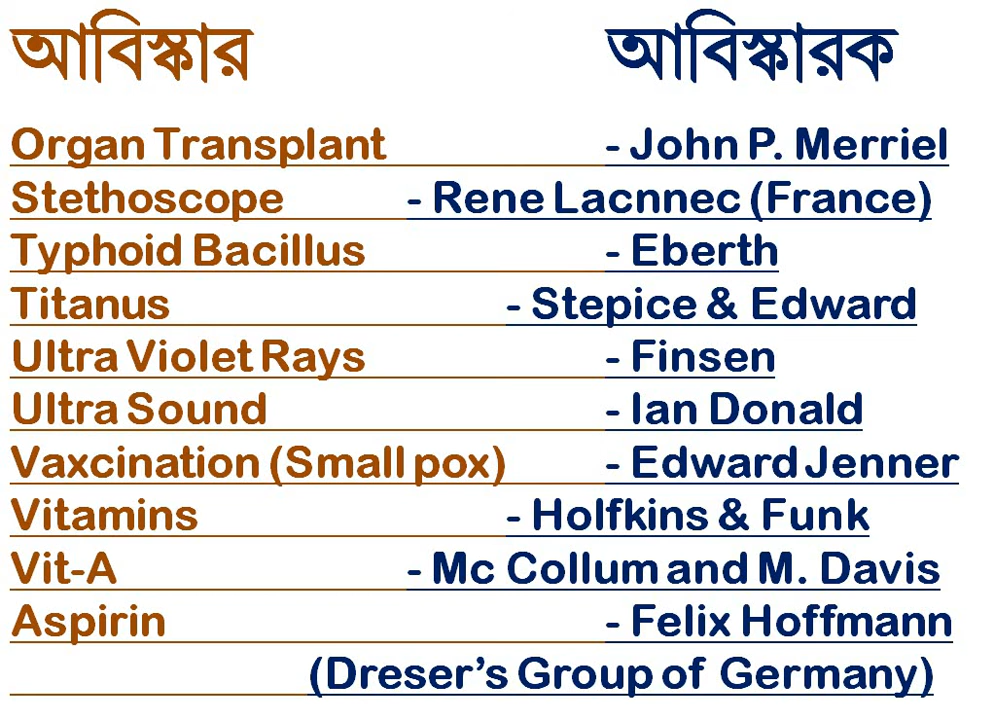 আবিস্কার আবিস্কারক
Organ Transplant - John P. Merriel
Stethoscope - Rene Lacnnec (France)
Typhoid Bacillus - Eberth
Titanus - Stepice & Edward
Ultra Violet Rays - Finsen
Ultra Sound - Ian Donald
Vaxcination (Small pox) - Edward Jenner
Vitamins - Holfkins & Funk
Vit-A - Mc Collum and M. Davis
Aspirin - Felix Hoffmann
(Dreser's Group of Germany)